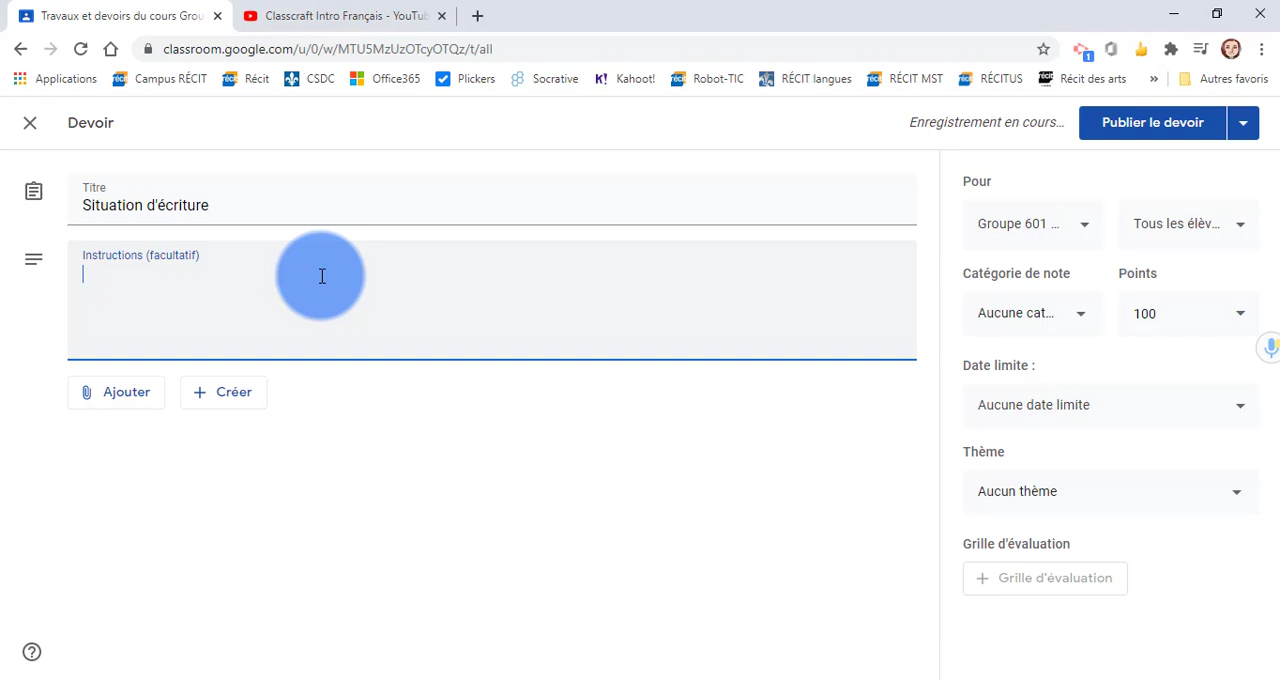 Travaux et devoirs du cours Grou
Classcraft Intro Français - YouTub
classroom.google.com/u/0/w/MTU5MzUzOTcyOTQz/t/all
1
Applications Campus RÉCIT Récit CSDC Office365 Plickers Socrative K! Kahoot! Robot-TIC RÉCIT langues RÉCIT MST RÉCITUS Récit des arts » Autres favoris
Devoir
Enregistrement en cours...
Publier le devoir
Titre
Situation d'écriture
Instructions (facultatif)
Ajouter
Créer
Pour
Groupe 601 ...
Tous les élèv...
Catégorie de note
Points
Aucune cat...
100
Date limite :
Aucune date limite
Thème
Aucun thème
Grille d'évaluation
Grille d'évaluation